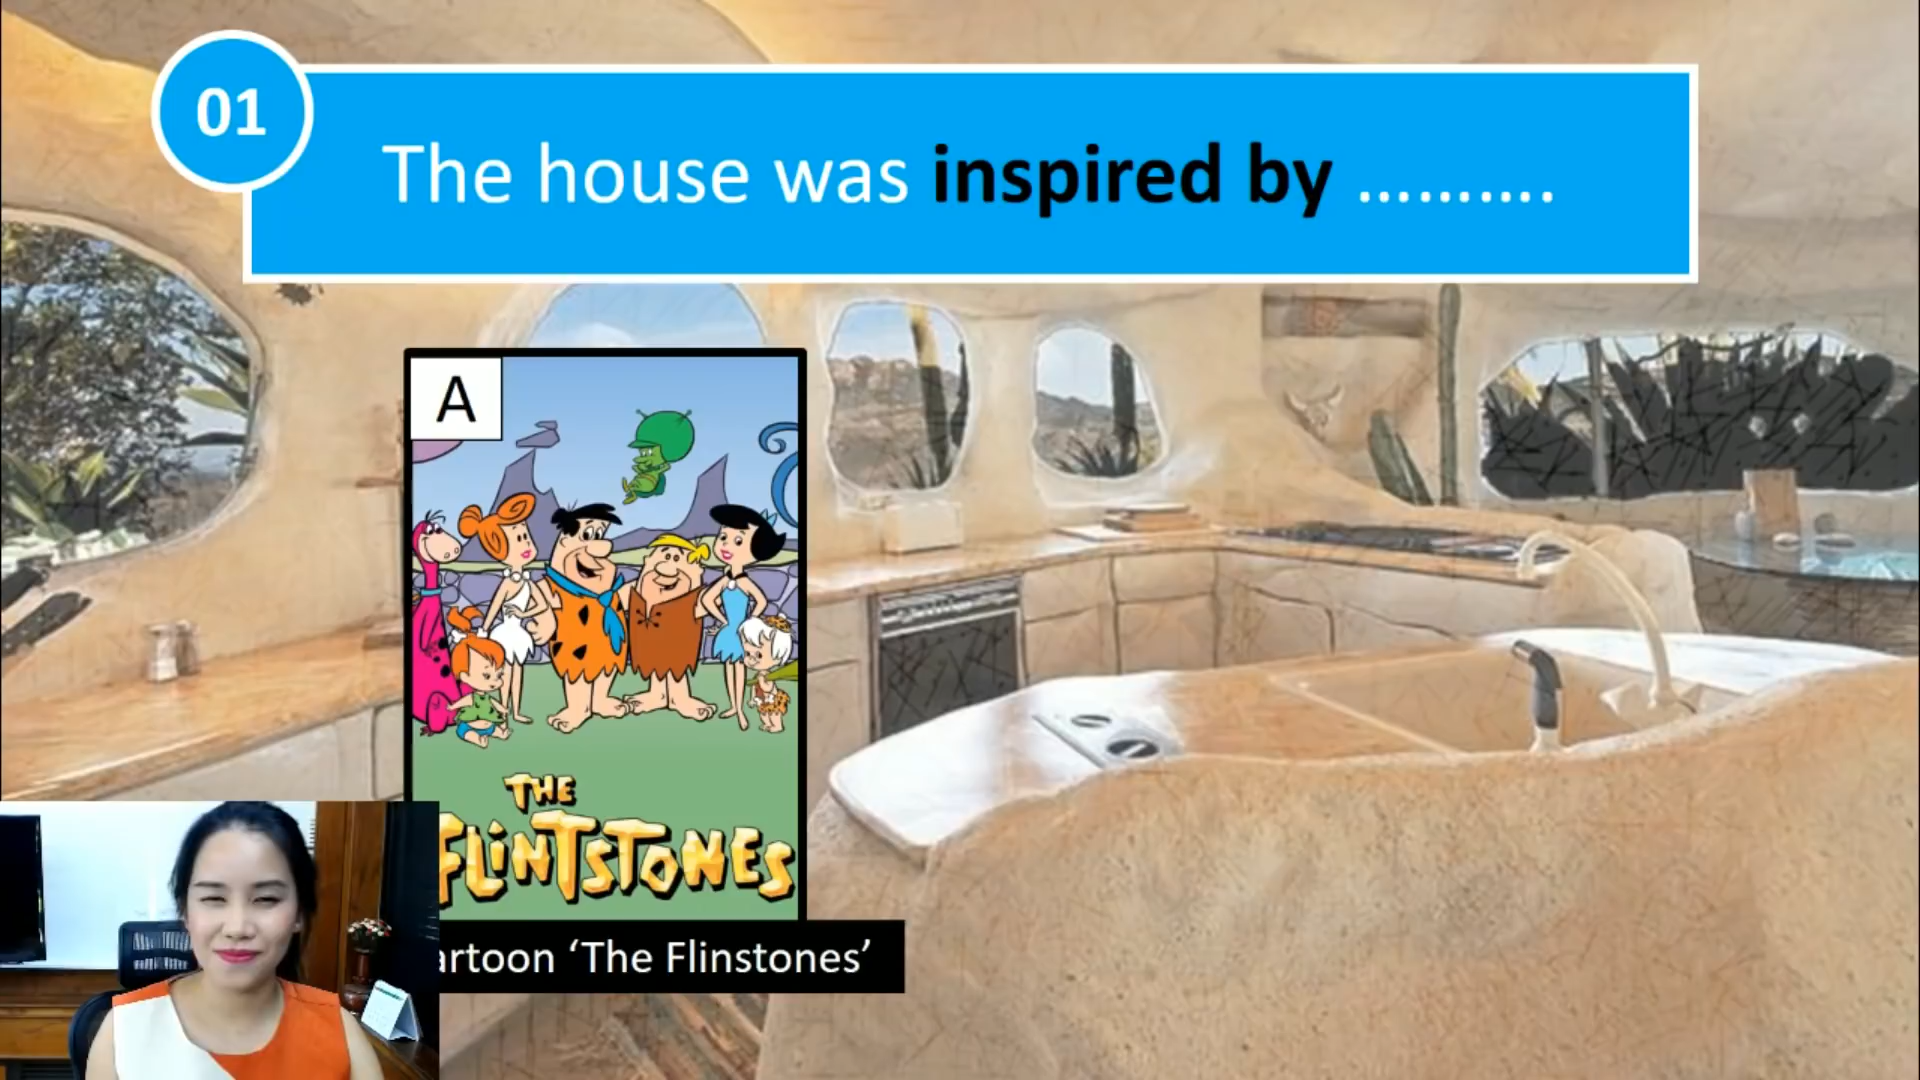 01
The house was inspired by ..........
A
THE
FLINTSTONES
artoon ‘The Flinstones’